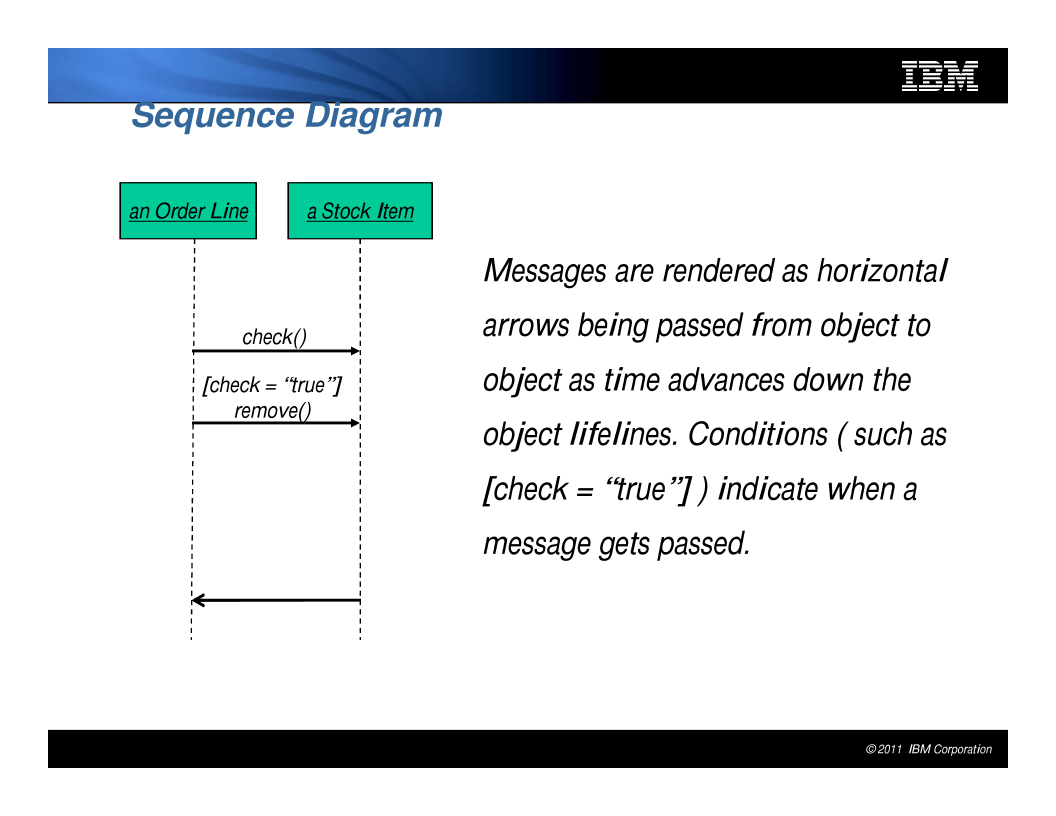 IBM
Sequence Diagram
an Order Line
a Stock Item
check()
[check = “true”]
remove()
Messages are rendered as horizontal
arrows being passed from object to
object as time advances down the
object lifelines. Conditions ( such as
[check = “true”] ) indicate when a
message gets passed.
© 2011 IBM Corporation